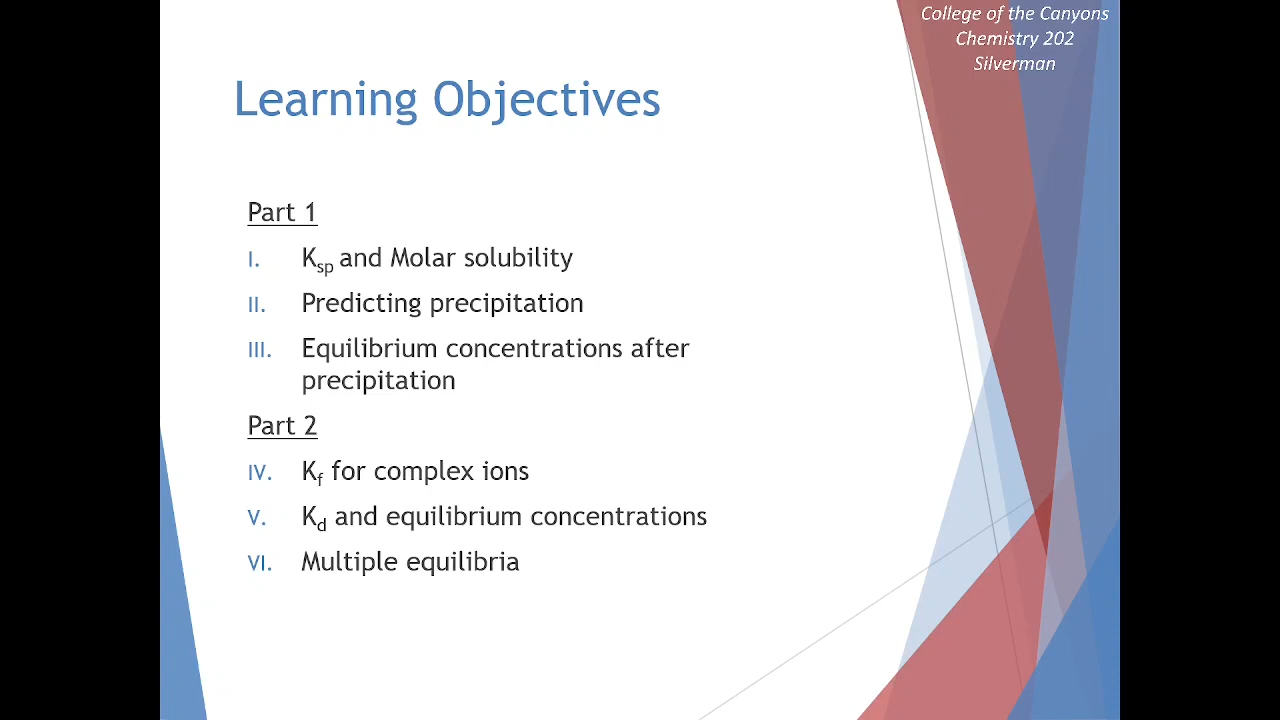 College of the Canyons
Chemistry 202
Silverman
Learning Objectives
Part 1
I. Ksp and Molar solubility
II. Predicting precipitation
III. Equilibrium concentrations after
precipitation
Part 2
IV. Kf for complex ions
V. Kd and equilibrium concentrations
VI. Multiple equilibria